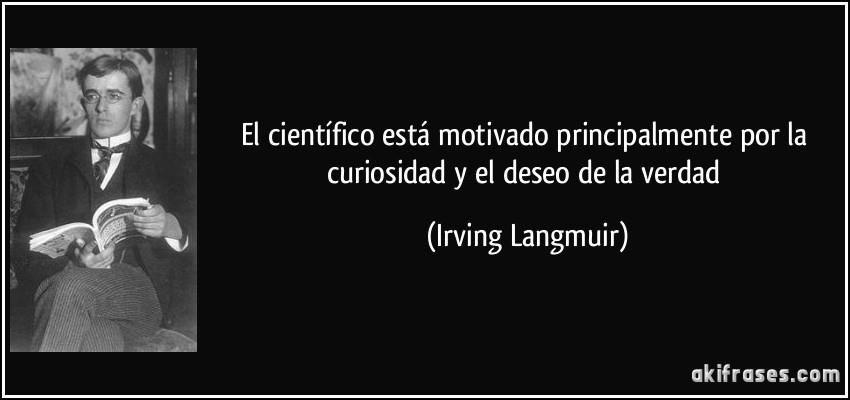 El científico está motivado principalmente por la
curiosidad y el deseo de la verdad
(Irving Langmuir)
akifrases.com